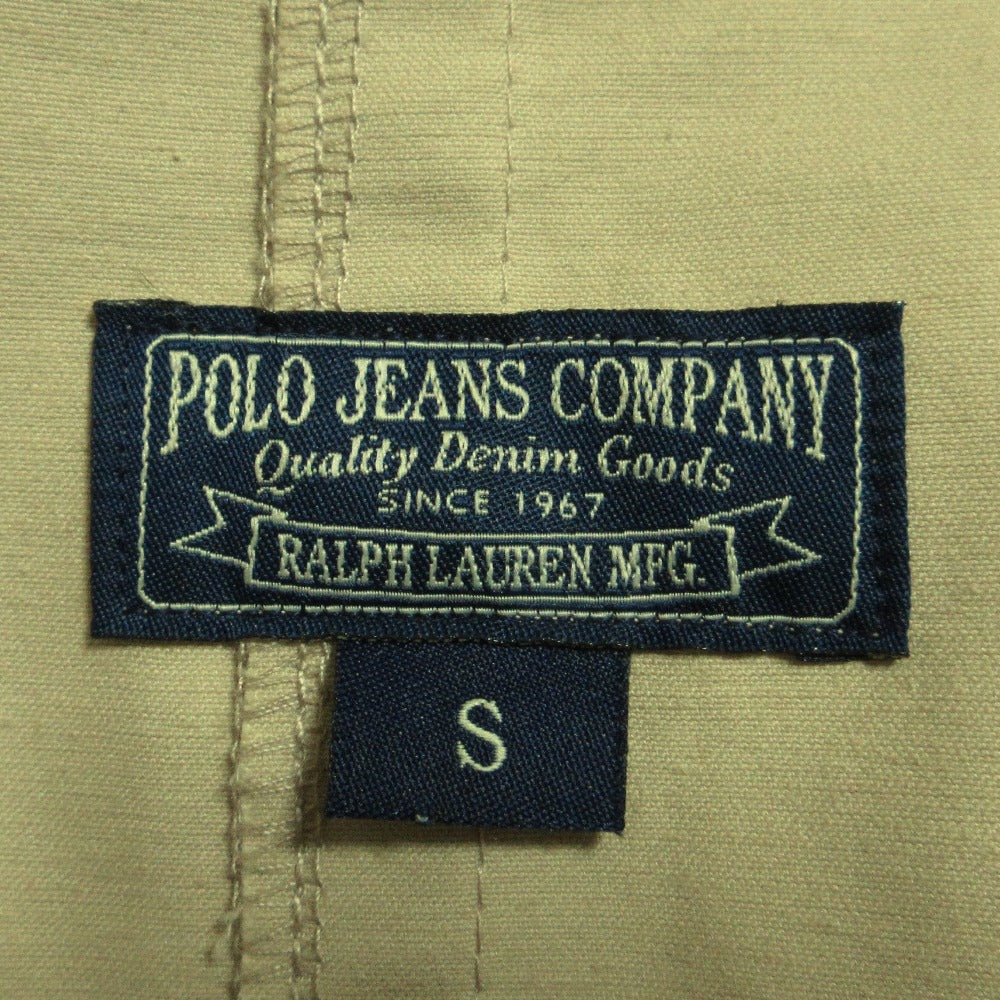 POLO JEANS COMPANY
Quality Denim Goods
SINCE 1967
RALPH LAUREN MFG.
S